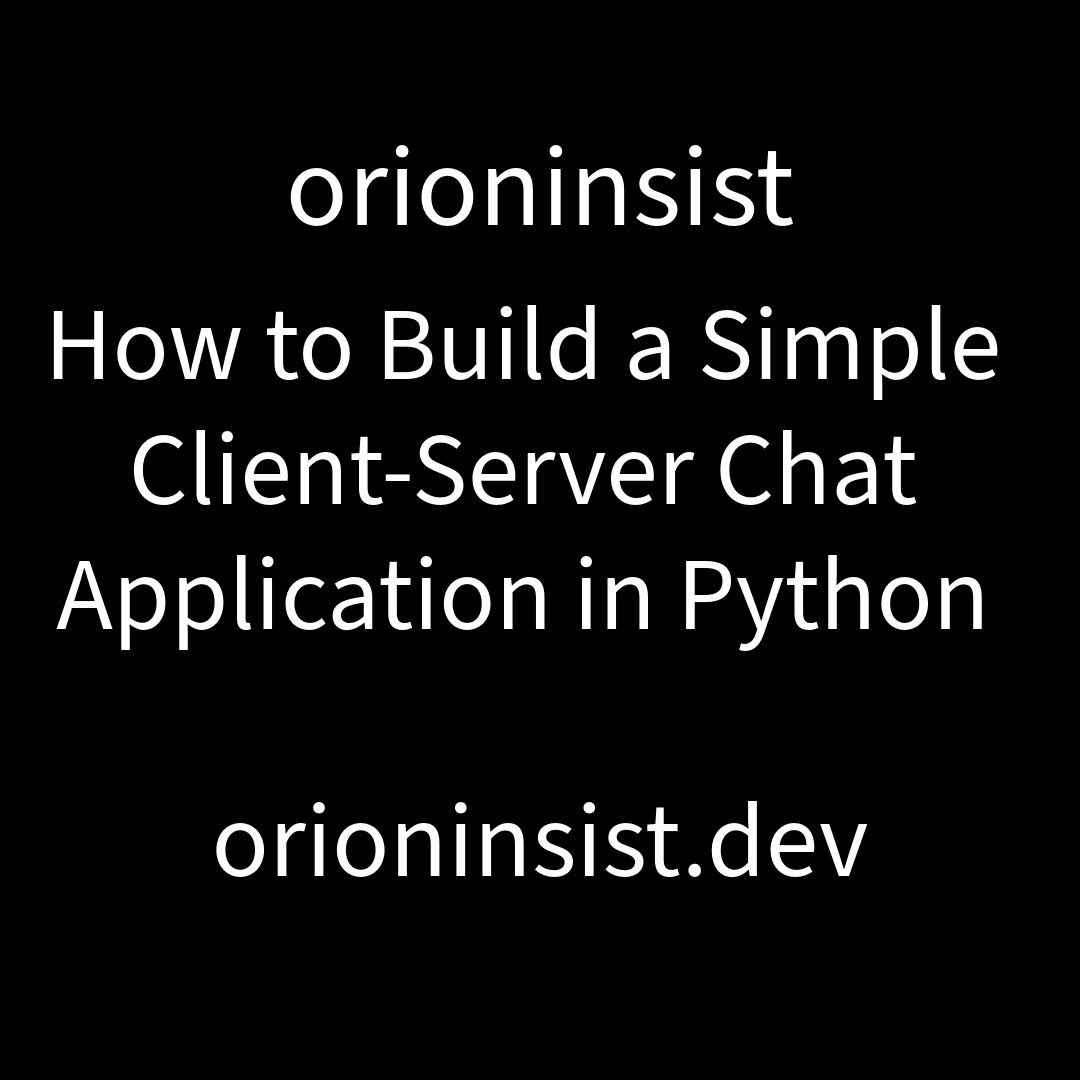 orioninsist
How to Build a Simple
Client-Server Chat
Application in Python
orioninsist.dev